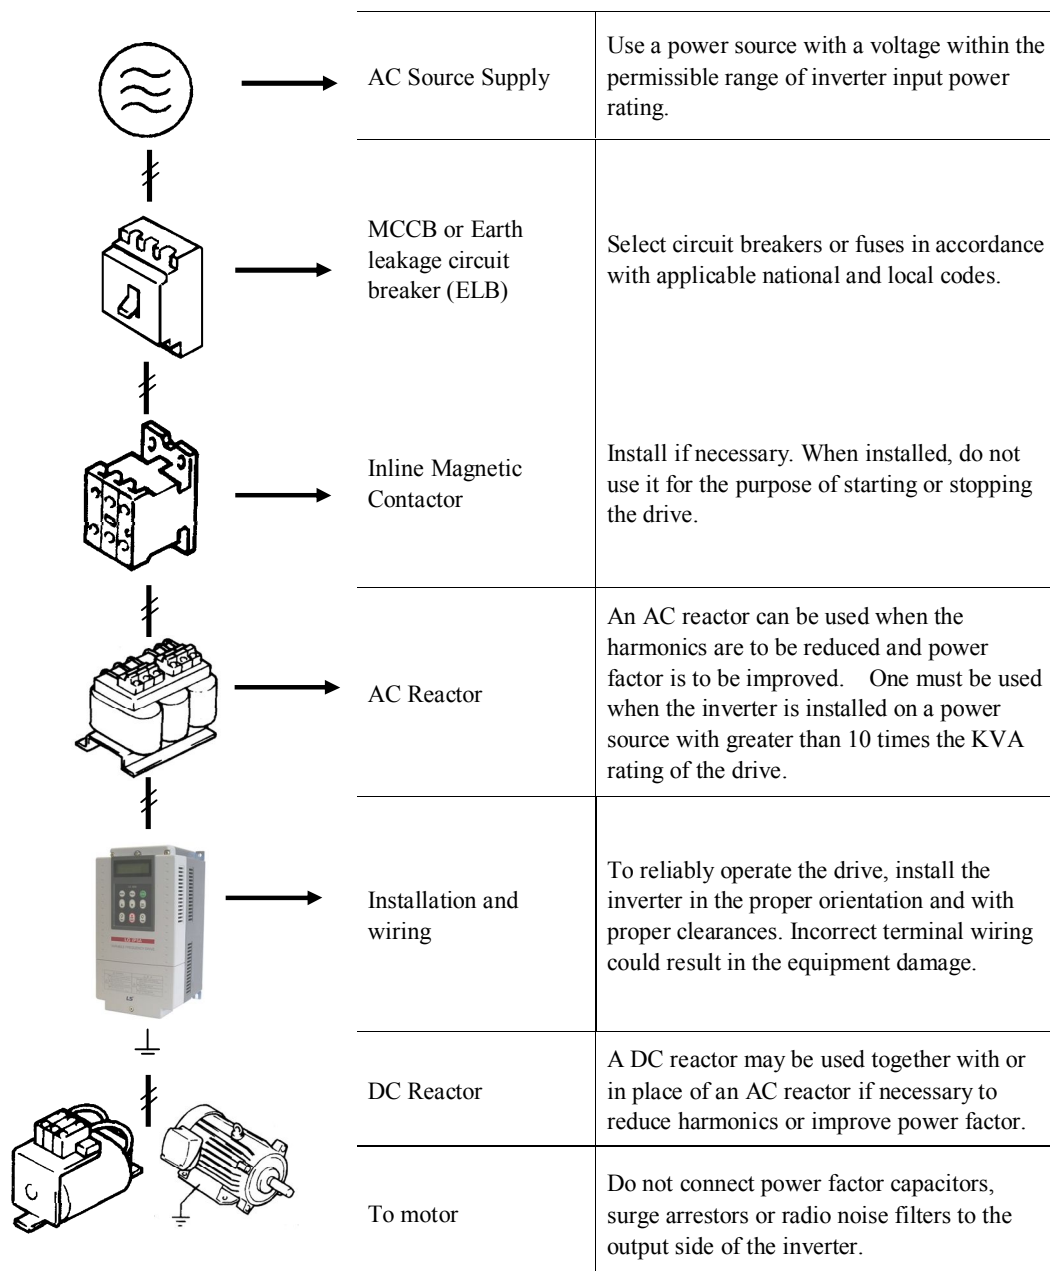 AC Source Supply
Use a power source with a voltage within the
permissible range of inverter input power
rating.
MCCB or Earth
leakage circuit
breaker (ELB)
Select circuit breakers or fuses in accordance
with applicable national and local codes.
Inline Magnetic
Contactor
Install if necessary. When installed, do not
use it for the purpose of starting or stopping
the drive.
AC Reactor
An AC reactor can be used when the
harmonics are to be reduced and power
factor is to be improved.    One must be used
when the inverter is installed on a power
source with greater than 10 times the KVA
rating of the drive.
Installation and
wiring
To reliably operate the drive, install the
inverter in the proper orientation and with
proper clearances. Incorrect terminal wiring
could result in the equipment damage.
LS
DC Reactor
A DC reactor may be used together with or
in place of an AC reactor if necessary to
reduce harmonics or improve power factor.
To motor
Do not connect power factor capacitors,
surge arrestors or radio noise filters to the
output side of the inverter.